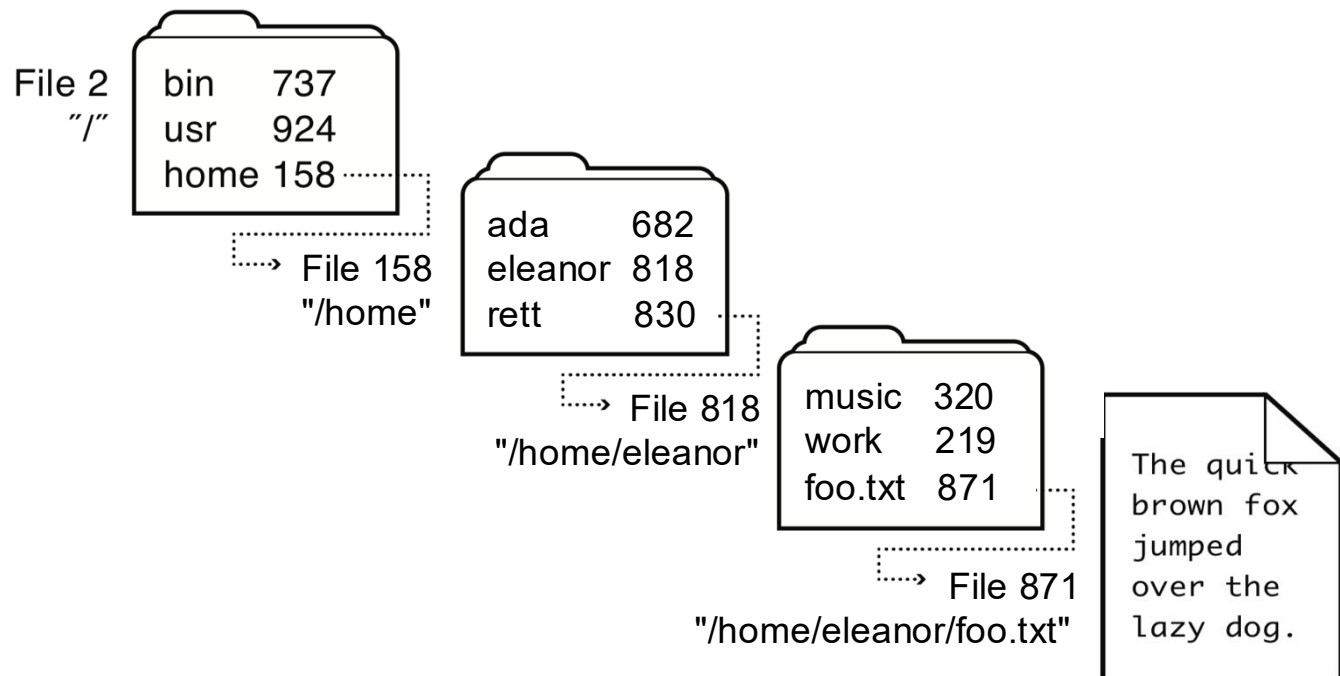 File 2
"/"
bin 737
usr 924
home 158
File 158
"/home"
ada 682
eleanor 818
rett 830
File 818
"/home/eleanor"
music 320
work 219
foo.txt 871
File 871
"/home/eleanor/foo.txt"
The quick
brown fox
jumped
over the
lazy dog.